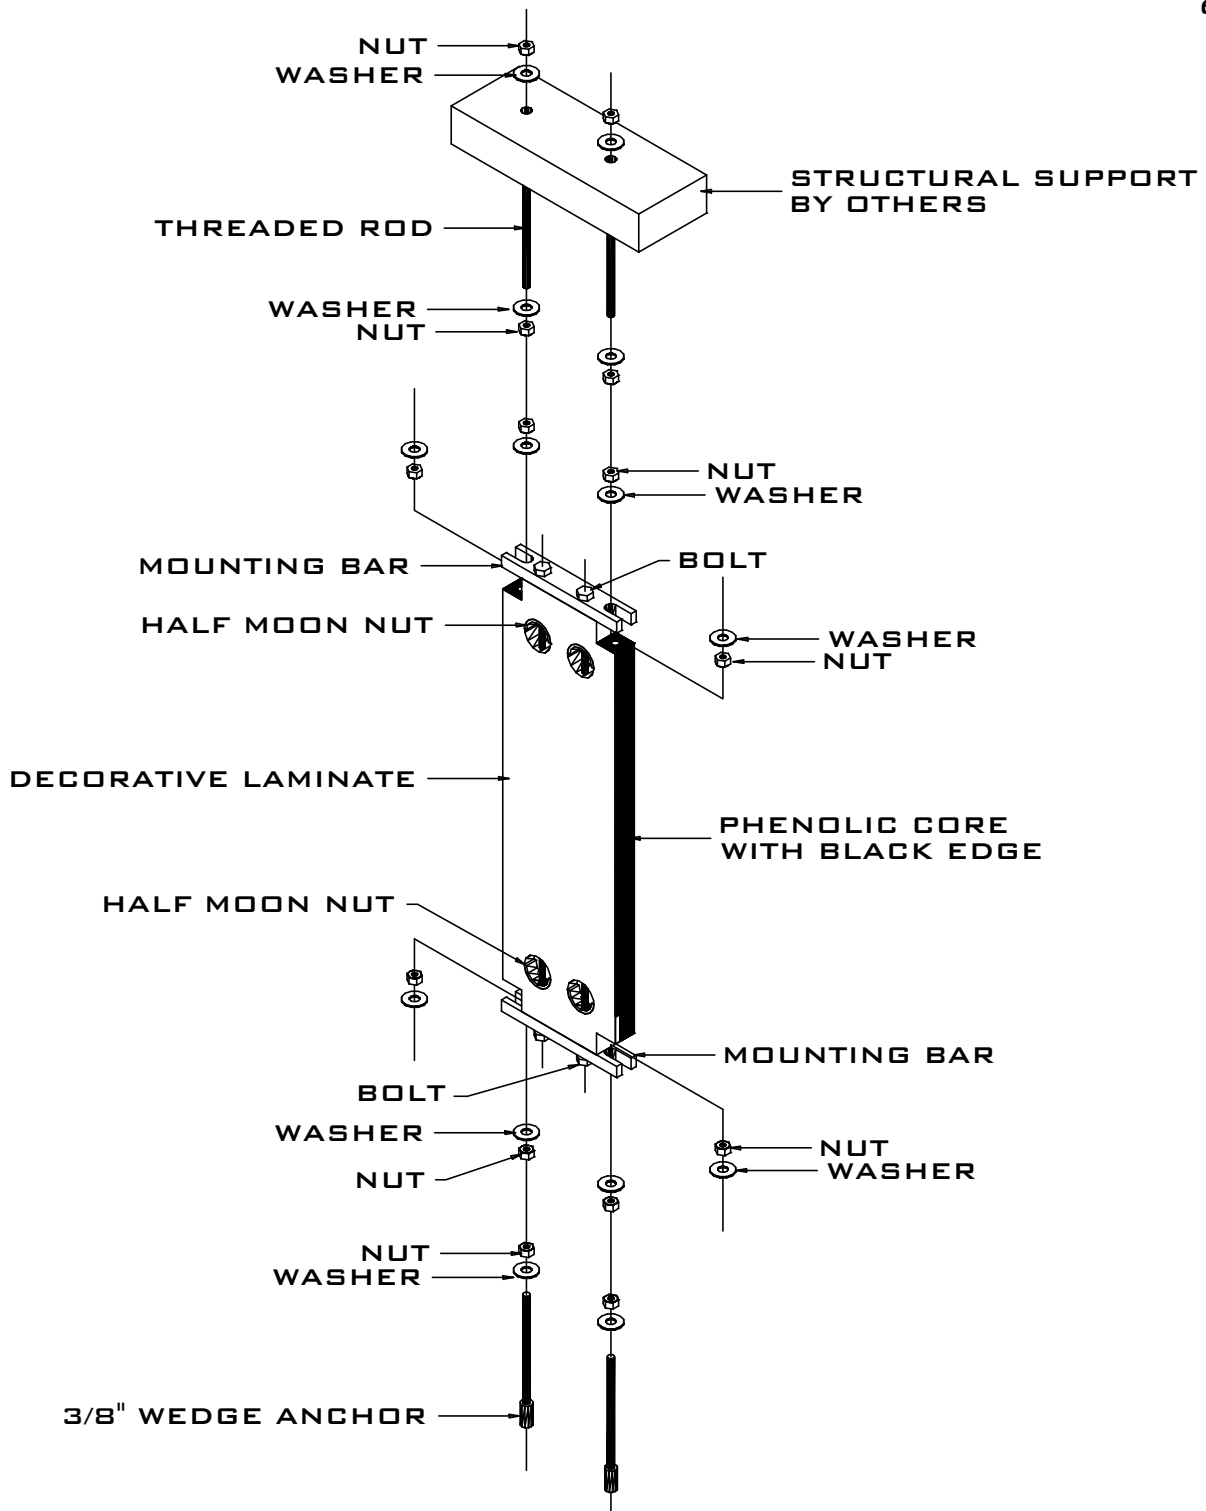 NUT
WASHER
STRUCTURAL SUPPORT
BY OTHERS
THREADED ROD
WASHER
NUT
NUT
WASHER
MOUNTING BAR
BOLT
HALF MOON NUT
WASHER
NUT
DECORATIVE LAMINATE
PHENOLIC CORE
WITH BLACK EDGE
HALF MOON NUT
MOUNTING BAR
BOLT
WASHER
NUT
NUT
WASHER
NUT
WASHER
3/8" WEDGE ANCHOR